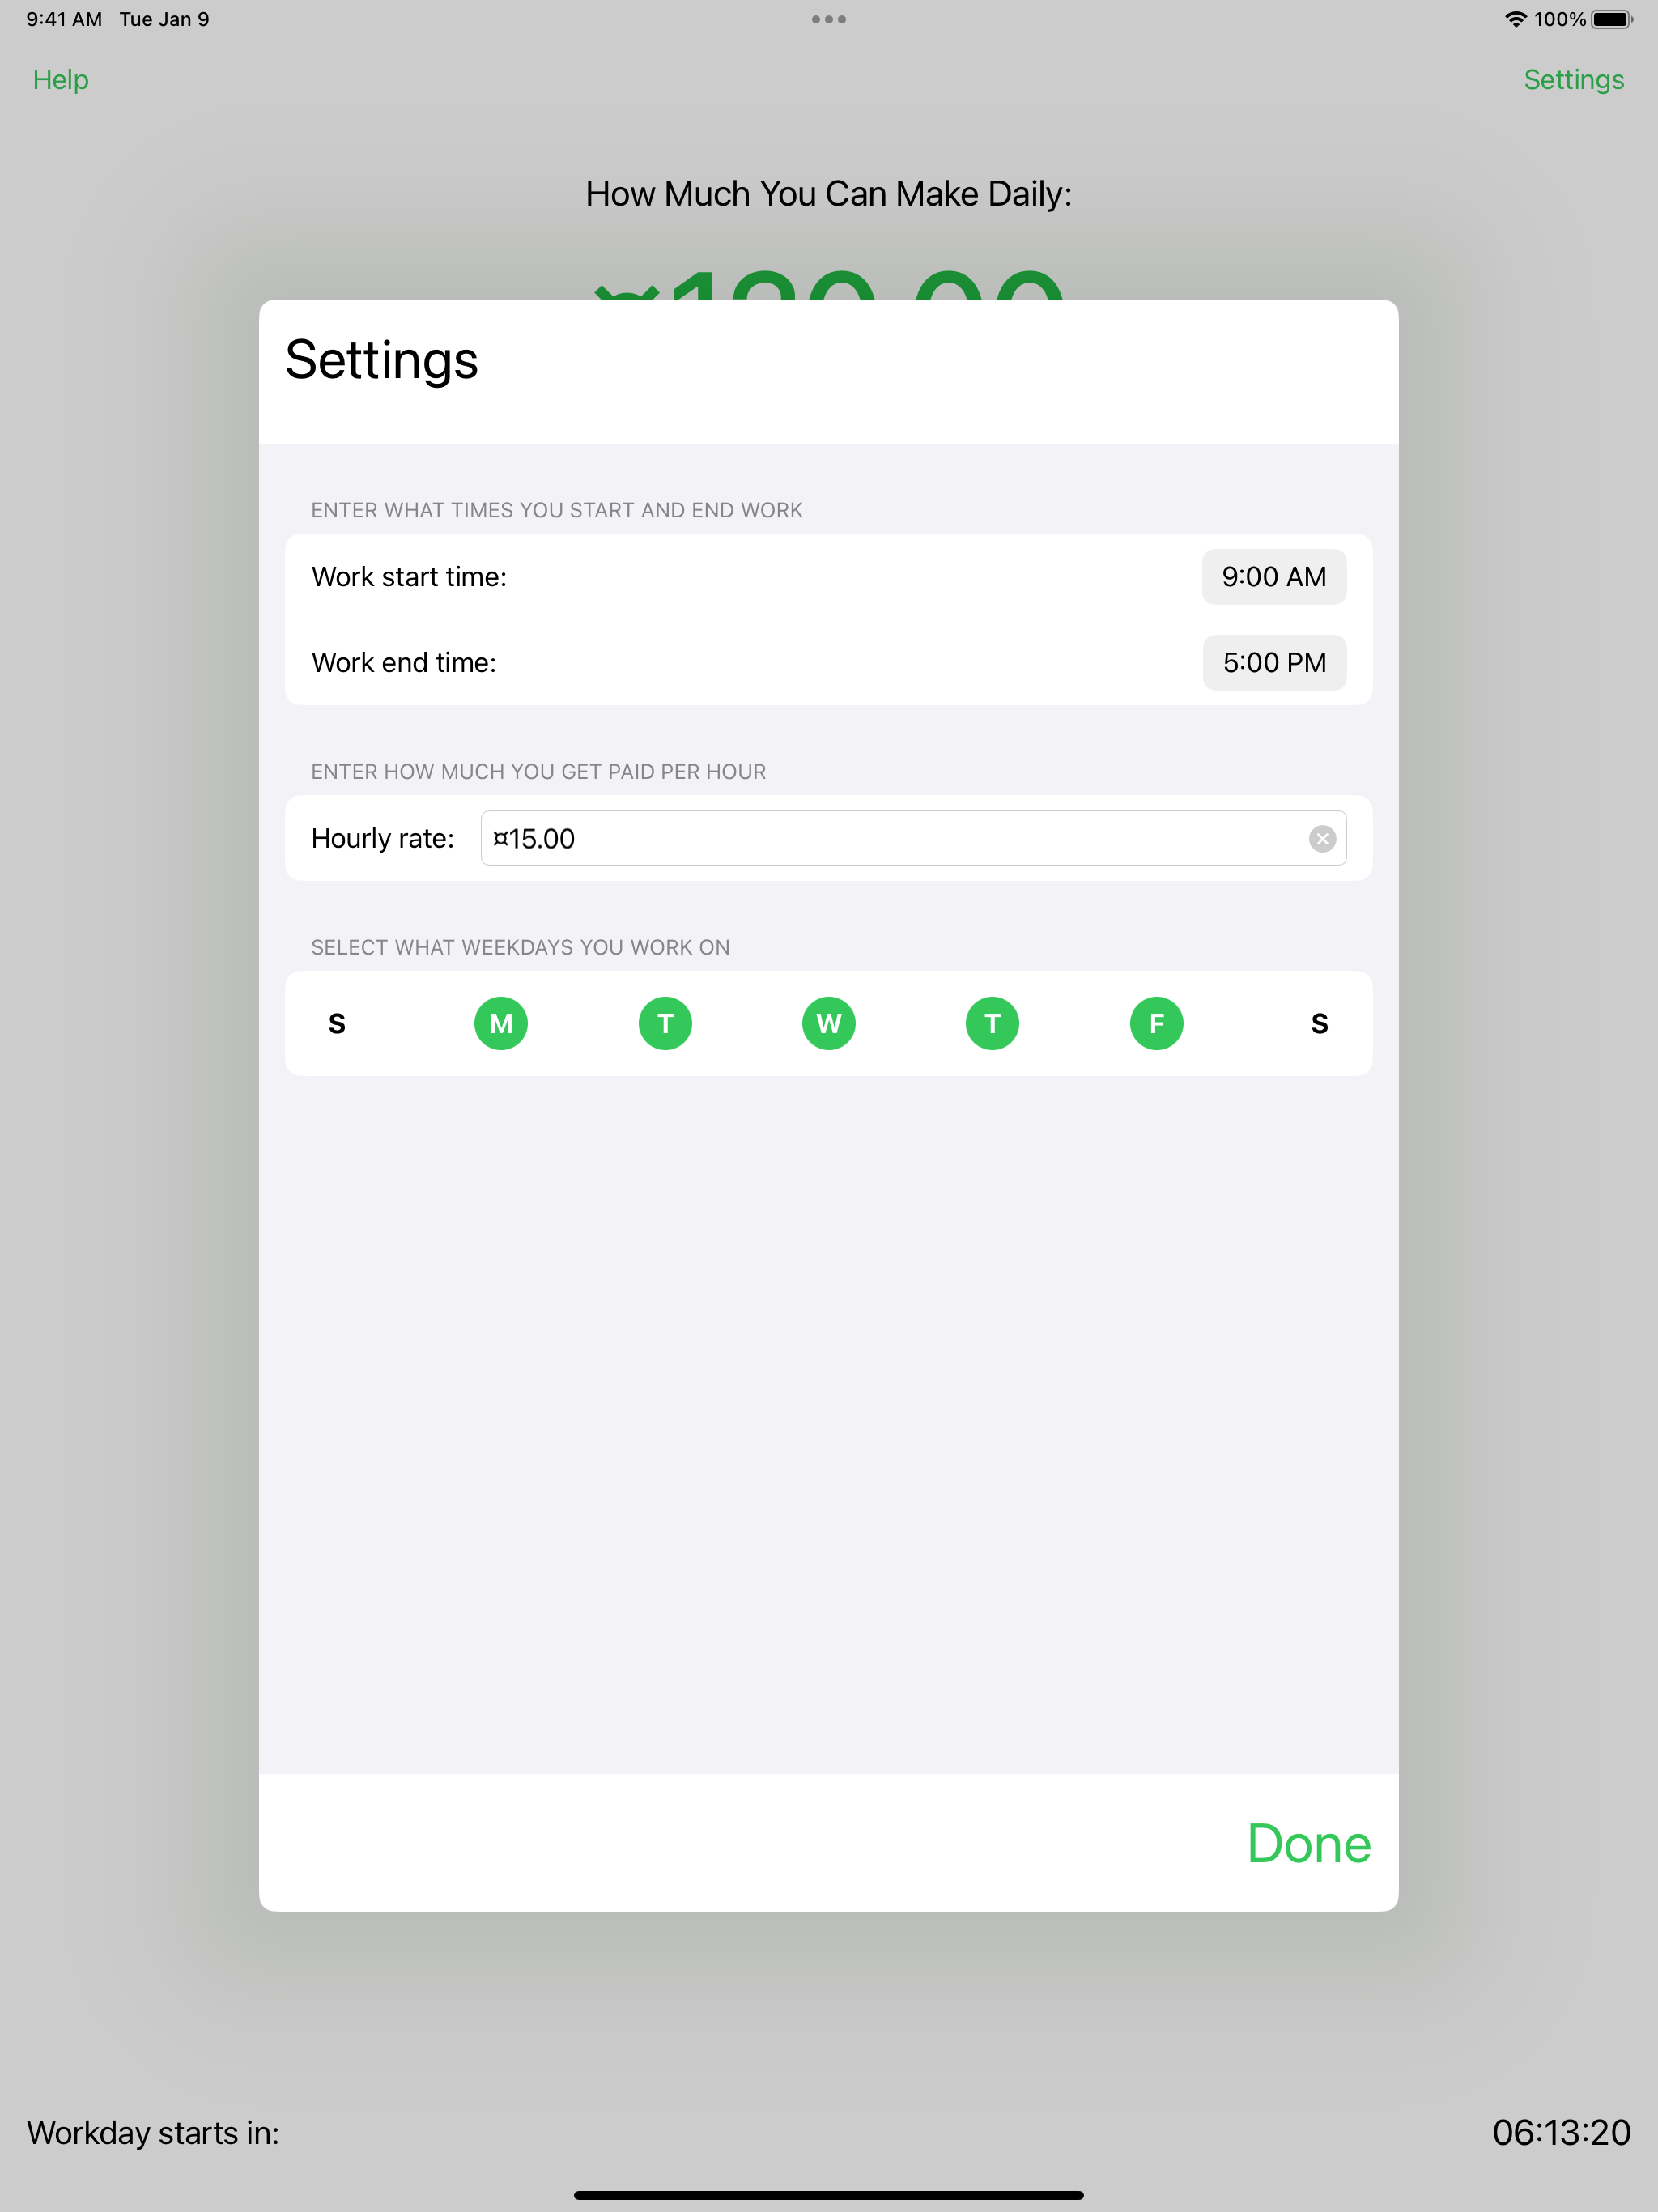 9:41 AM Tue Jan 9 100%
Help Settings
How Much You Can Make Daily:
Settings
ENTER WHAT TIMES YOU START AND END WORK
Work start time: 9:00 AM
Work end time: 5:00 PM
ENTER HOW MUCH YOU GET PAID PER HOUR
Hourly rate: ¤15.00
SELECT WHAT WEEKDAYS YOU WORK ON
S M T W T F S
Done
Workday starts in: 06:13:20